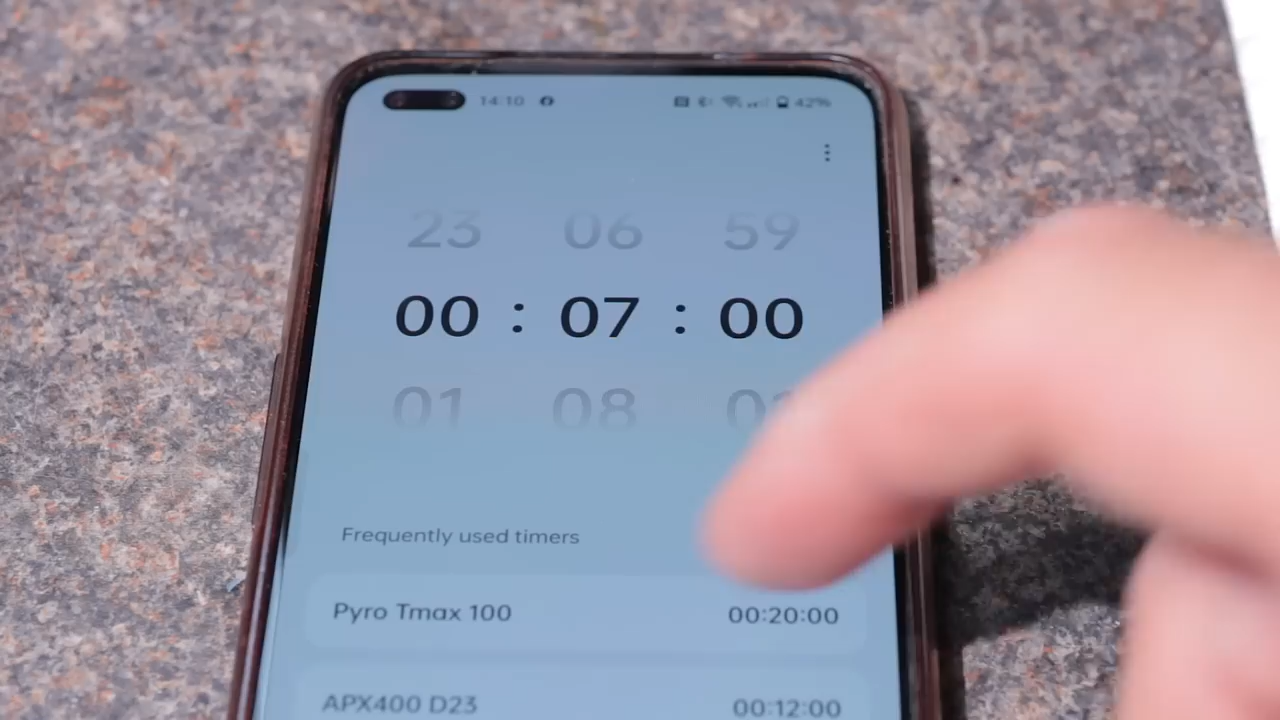 14:10 42%
23 06 59
00 : 07 : 00
01 08
Frequently used timers
Pyro Tmax 100 00:20:00
APX400 D23 00:12:00